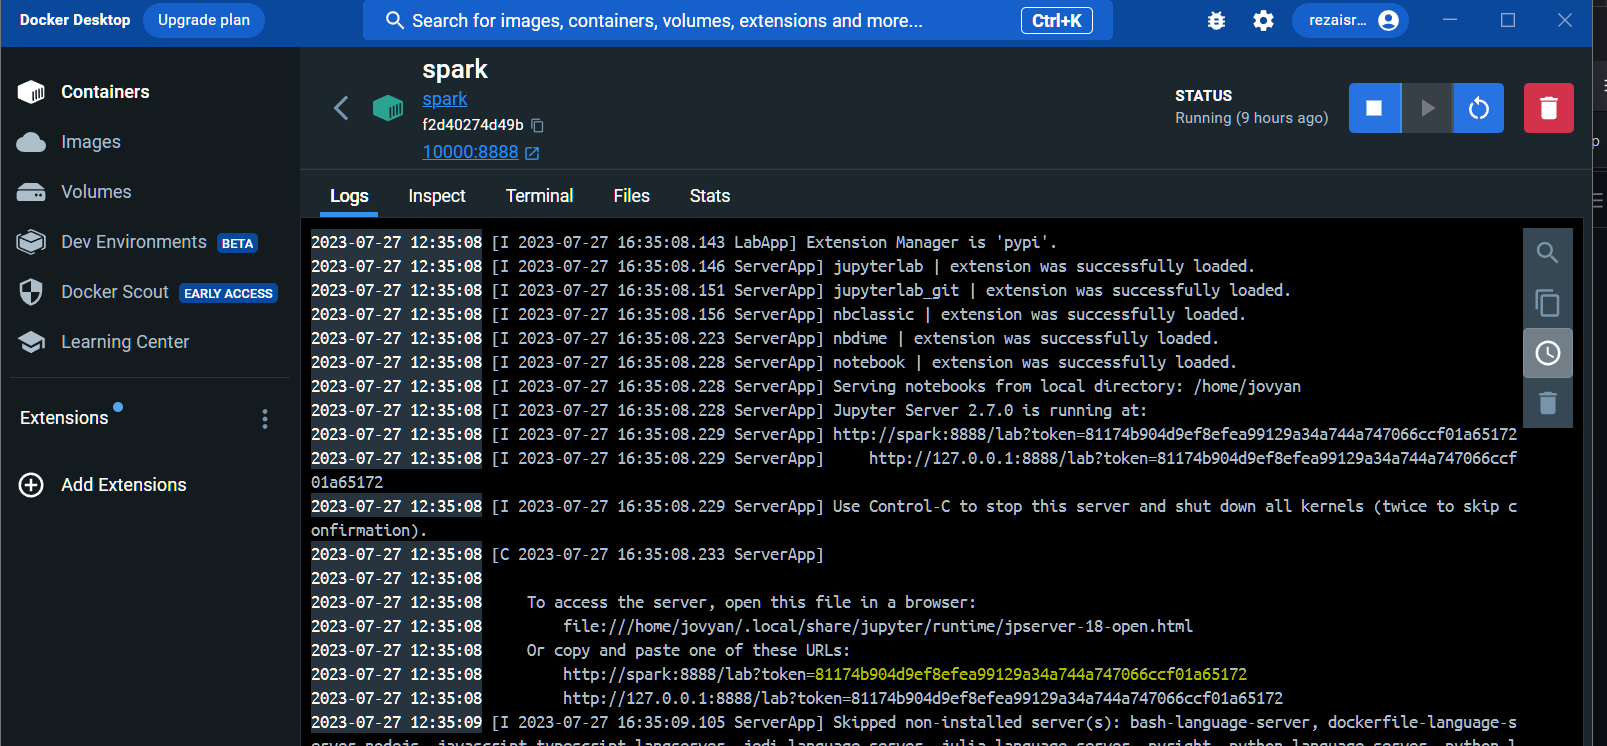 Docker Desktop Upgrade plan Search for images, containers, volumes, extensions and more... Ctrl+K rezaisr...
Containers
Images
Volumes
Dev Environments BETA
Docker Scout EARLY ACCESS
Learning Center
Extensions
Add Extensions
spark
spark
f2d40274d49b
10000:8888
STATUS
Running (9 hours ago)
Logs Inspect Terminal Files Stats
2023-07-27 12:35:08 [I 2023-07-27 16:35:08.143 LabApp] Extension Manager is 'pypi'.
2023-07-27 12:35:08 [I 2023-07-27 16:35:08.146 ServerApp] jupyterlab | extension was successfully loaded.
2023-07-27 12:35:08 [I 2023-07-27 16:35:08.151 ServerApp] jupyterlab_git | extension was successfully loaded.
2023-07-27 12:35:08 [I 2023-07-27 16:35:08.156 ServerApp] nbclassic | extension was successfully loaded.
2023-07-27 12:35:08 [I 2023-07-27 16:35:08.223 ServerApp] nbdime | extension was successfully loaded.
2023-07-27 12:35:08 [I 2023-07-27 16:35:08.228 ServerApp] notebook | extension was successfully loaded.
2023-07-27 12:35:08 [I 2023-07-27 16:35:08.228 ServerApp] Serving notebooks from local directory: /home/jovyan
2023-07-27 12:35:08 [I 2023-07-27 16:35:08.228 ServerApp] Jupyter Server 2.7.0 is running at:
2023-07-27 12:35:08 [I 2023-07-27 16:35:08.229 ServerApp] http://spark:8888/lab?token=81174b904d9ef8efea99129a34a744a747066ccf01a65172
2023-07-27 12:35:08 [I 2023-07-27 16:35:08.229 ServerApp]     http://127.0.0.1:8888/lab?token=81174b904d9ef8efea99129a34a744a747066ccf
01a65172
2023-07-27 12:35:08 [I 2023-07-27 16:35:08.229 ServerApp] Use Control-C to stop this server and shut down all kernels (twice to skip c
onfirmation).
2023-07-27 12:35:08 [C 2023-07-27 16:35:08.233 ServerApp]
2023-07-27 12:35:08
2023-07-27 12:35:08     To access the server, open this file in a browser:
2023-07-27 12:35:08         file:///home/jovyan/.local/share/jupyter/runtime/jpserver-18-open.html
2023-07-27 12:35:08     Or copy and paste one of these URLs:
2023-07-27 12:35:08         http://spark:8888/lab?token=81174b904d9ef8efea99129a34a744a747066ccf01a65172
2023-07-27 12:35:08         http://127.0.0.1:8888/lab?token=81174b904d9ef8efea99129a34a744a747066ccf01a65172
2023-07-27 12:35:09 [I 2023-07-27 16:35:09.105 ServerApp] Skipped non-installed server(s): bash-language-server, dockerfile-language-s
erver-nodejs, javascript-typescript-langserver, jedi-language-server, julia-language-server, pyright, python-language-server, python-l